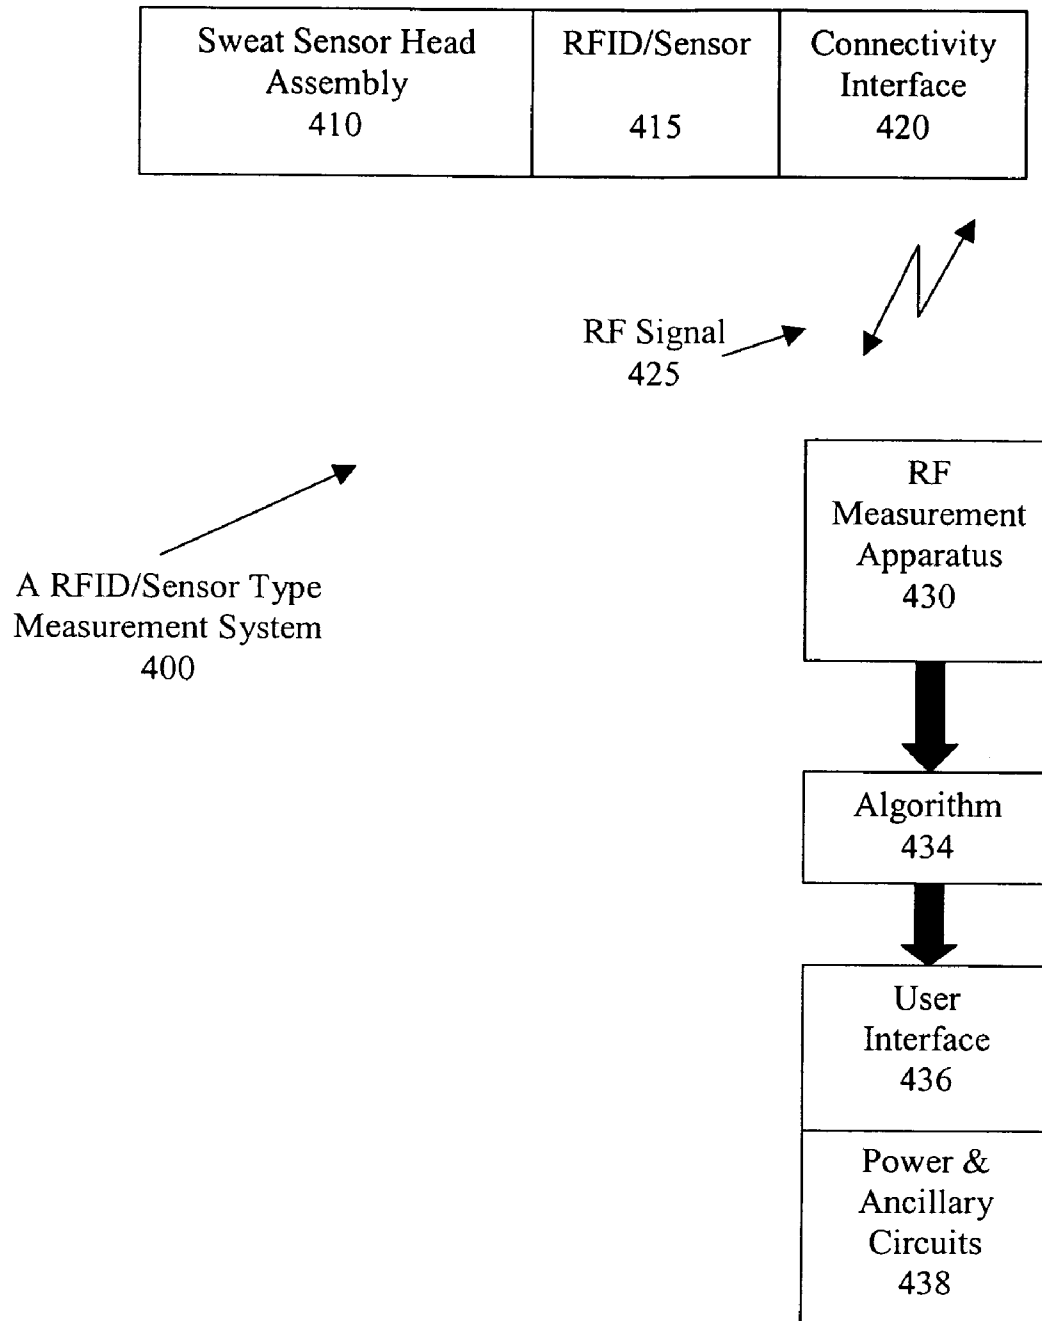 Sweat Sensor Head
Assembly
410
RFID/Sensor
415
Connectivity
Interface
420
RF Signal
425
RF
Measurement
Apparatus
430
A RFID/Sensor Type
Measurement System
400
Algorithm
434
User
Interface
436
Power &
Ancillary
Circuits
438